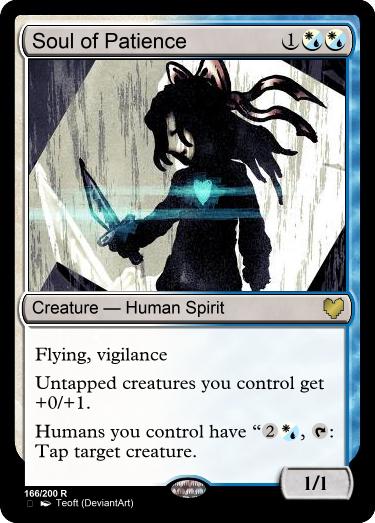 Soul of Patience 1
Creature — Human Spirit
Flying, vigilance
Untapped creatures you control get
+0/+1.
Humans you control have “2 , :
Tap target creature.
1/1
166/200 R
Teoft (DeviantArt)